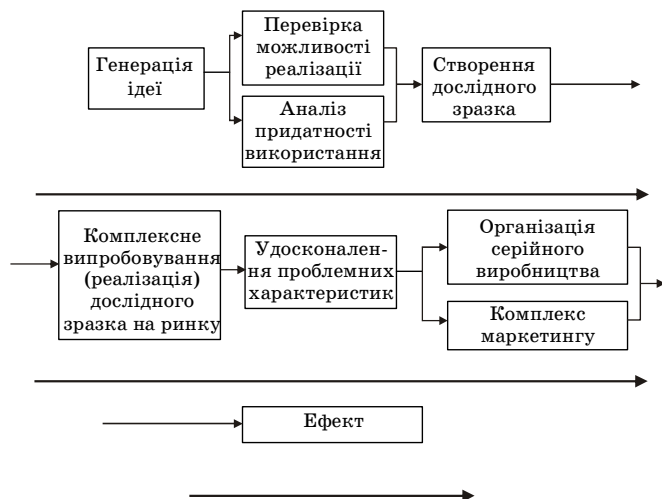 Генерація
ідеї
Перевірка
можливості
реалізації
Аналіз
придатності
використання
Створення
дослідного
зразка
Комплексне
випробовування
(реалізація)
дослідного
зразка на ринку
Удосконален-
ня проблемних
характеристик
Організація
серійного
виробництва
Комплекс
маркетингу
Ефект